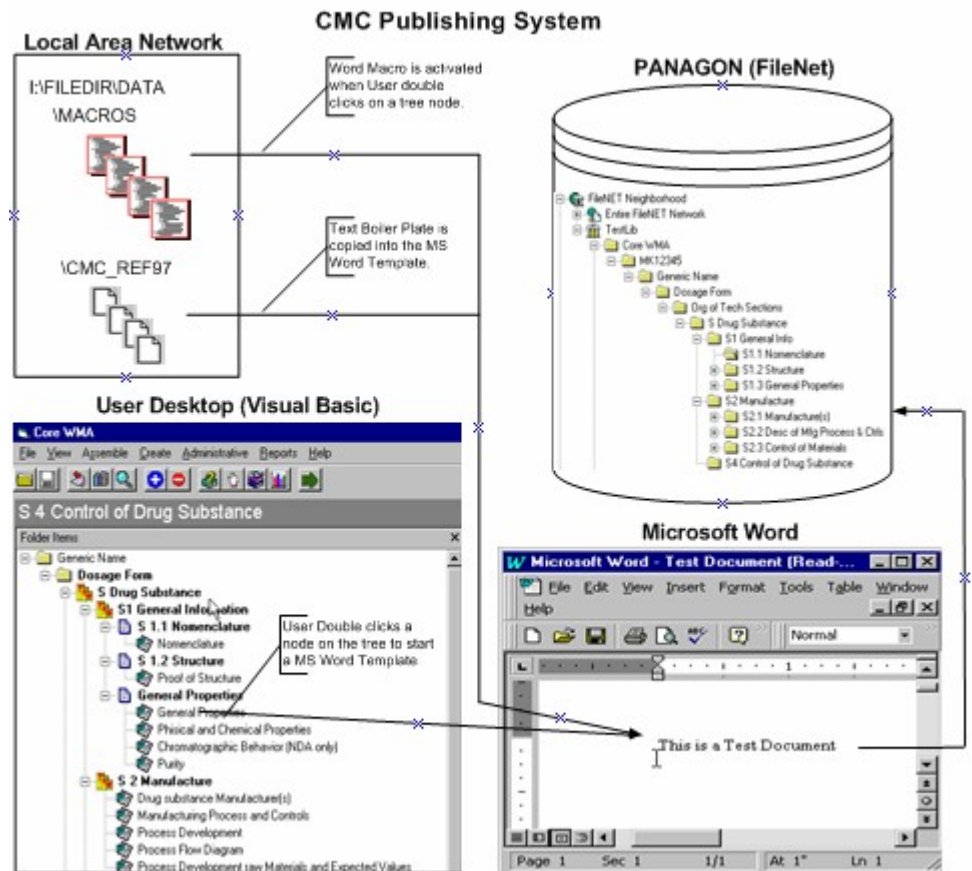 CMC Publishing System
Local Area Network
I:\FILEDIR\DATA
\MACROS
\CMC_REF97
Word Macro is activated
when User double
clicks on a tree node.
Text Boiler Plate is
copied into the MS
Word Template.
PANAGON (FileNet)
FileNET Neighborhood
Entire FileNET Network
TestLib
Core WMA
MK12345
Generic Name
Dosage Form
Org of Tech Sections
S Drug Substance
S1 General Info
S1.1 Nomenclature
S1.2 Structure
S1.3 General Properties
S2 Manufacture
S2.1 Manufacture(s)
S2.2 Desc of Mfg Process & Ctrls
S2.3 Control of Materials
S4 Control of Drug Substance
User Desktop (Visual Basic)
Core WMA
File View Assemble Create Administrative Reports Help
S 4 Control of Drug Substance
Folder Items
Generic Name
Dosage Form
S Drug Substance
S1 General Information
S 1.1 Nomenclature
Nomenclature
S 1.2 Structure
Proof of Structure
General Properties
General Properties
Phisical and Chemical Properties
Chromatographic Behavior (NDA only)
Purity
S 2 Manufacture
Drug substance Manufacturer(s)
Manufacturing Process and Controls
Process Development
Process Flow Diagram
Process Development raw Materials and Expected Values
User Double clicks a
node on the tree to start
a MS Word Template
Microsoft Word
Microsoft Word - Test Document (Read-...
File Edit View Insert Format Tools Table Window
Help
Normal
1
This is a Test Document
Page 1 Sec 1 1/1 At 1" Ln 1